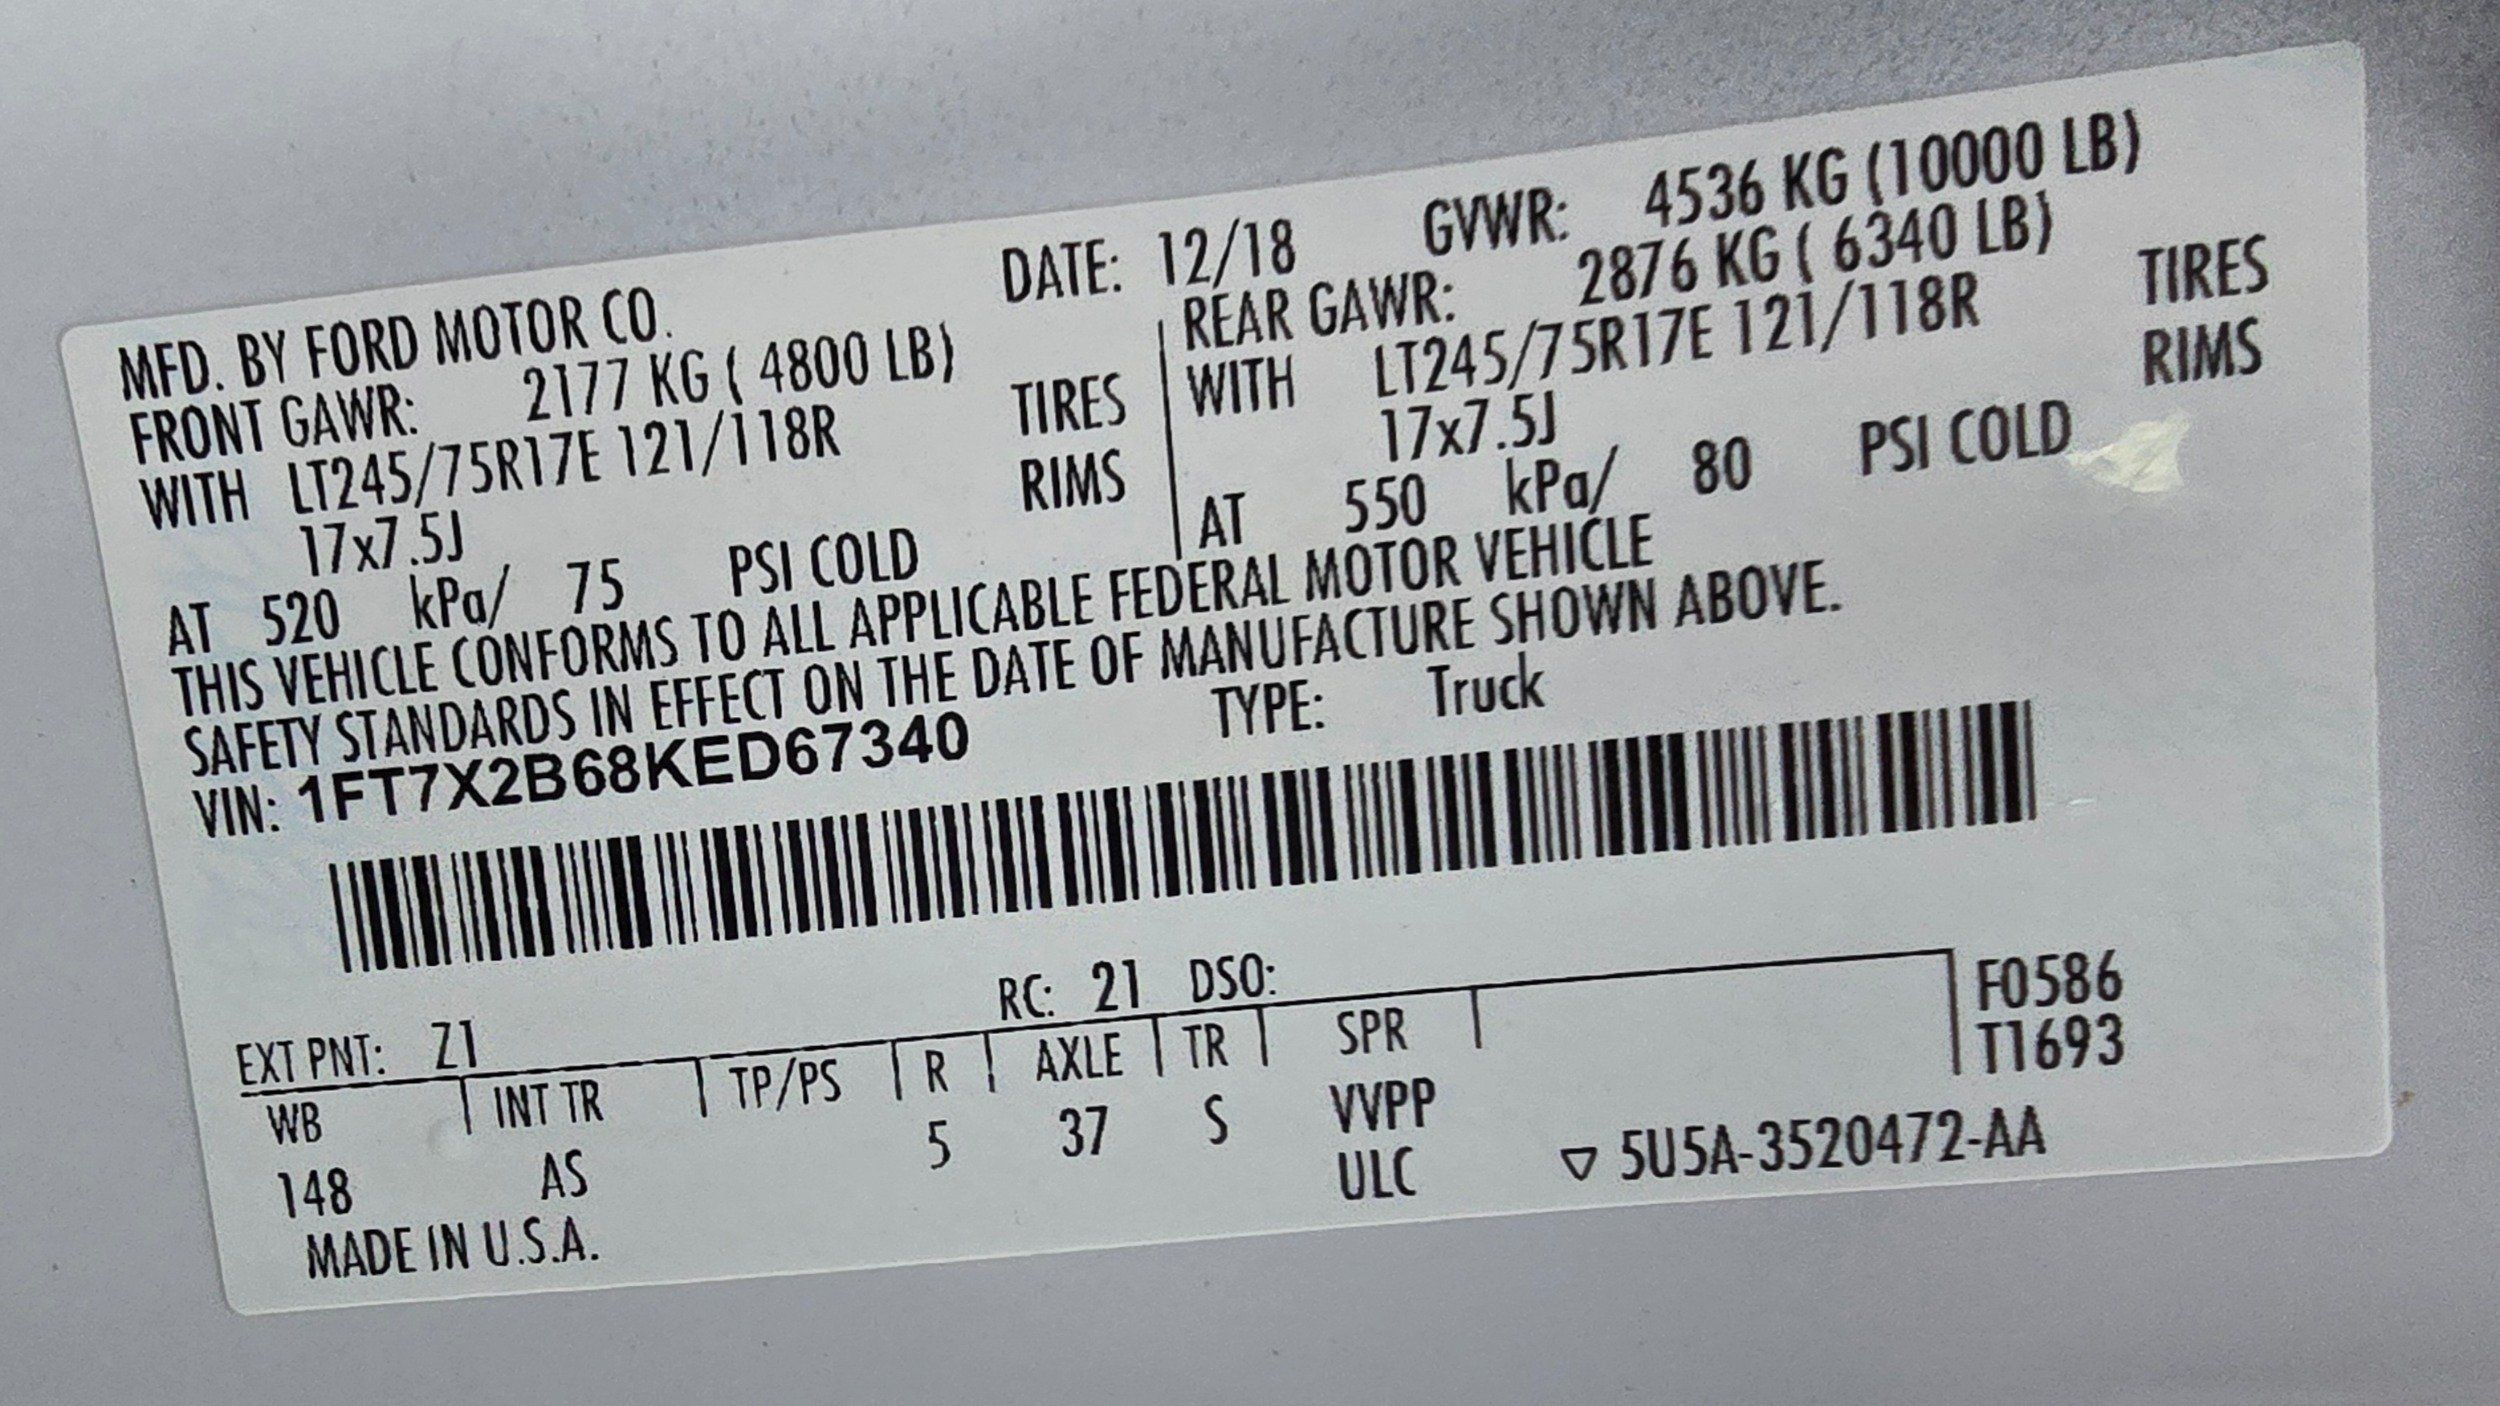 MFD. BY FORD MOTOR CO. DATE: 12/18 GVWR: 4536 KG (10000 LB)
FRONT GAWR: 2177 KG ( 4800 LB) REAR GAWR: 2876 KG ( 6340 LB)
WITH LT245/75R17E 121/118R TIRES WITH LT245/75R17E 121/118R TIRES
17x7.5J RIMS 17x7.5J RIMS
AT 520 kPa/ 75 PSI COLD AT 550 kPa/ 80 PSI COLD
THIS VEHICLE CONFORMS TO ALL APPLICABLE FEDERAL MOTOR VEHICLE
SAFETY STANDARDS IN EFFECT ON THE DATE OF MANUFACTURE SHOWN ABOVE.
VIN: 1FT7X2B68KED67340 TYPE: Truck
EXT PNT: Z1 RC: 21 DSO: F0586
WB INT TR TP/PS R AXLE TR SPR T1693
148 AS 5 37 S VVPP
ULC ▽ 5U5A-3520472-AA
MADE IN U.S.A.